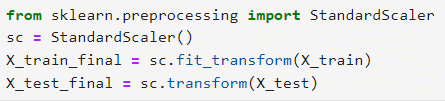 from sklearn.preprocessing import StandardScaler
sc = StandardScaler()
X_train_final = sc.fit_transform(X_train)
X_test_final = sc.transform(X_test)